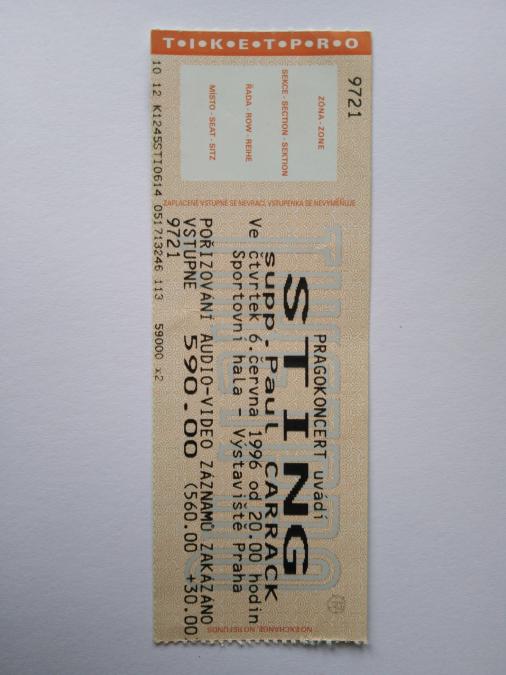 T•I•K•E•T•P•R•O
9721
ZÓNA - ZONE
SEKCE - SECTION - SEKTION
ŘADA - ROW - REIHE
MÍSTO - SEAT - SITZ
ZAPLACENÉ VSTUPNÉ SE NEVRACÍ, VSTUPENKA SE NEVYMĚŇUJE
PRAGOKONCERT uvádí
STING
supp. Paul CARRACK
Ve čtvrtek 6.června 1996 od 20.00 hodin
Sportovní hala - Výstaviště Praha
POŘIZOVÁNÍ AUDIO-VIDEO ZÁZNAMŮ ZAKÁZÁNO
VSTUPNE 590.00 (560.00 +30.00
9721
10 12 K1245STI0614 051713246 113 59000 x2
NO EXCHANGE, NO REFUNDS